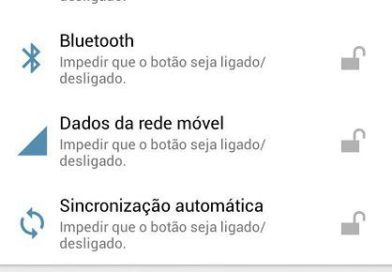 desligado.
Bluetooth
Impedir que o botão seja ligado/
desligado.
Dados da rede móvel
Impedir que o botão seja ligado/
desligado.
Sincronização automática
Impedir que o botão seja ligado/
desligado.